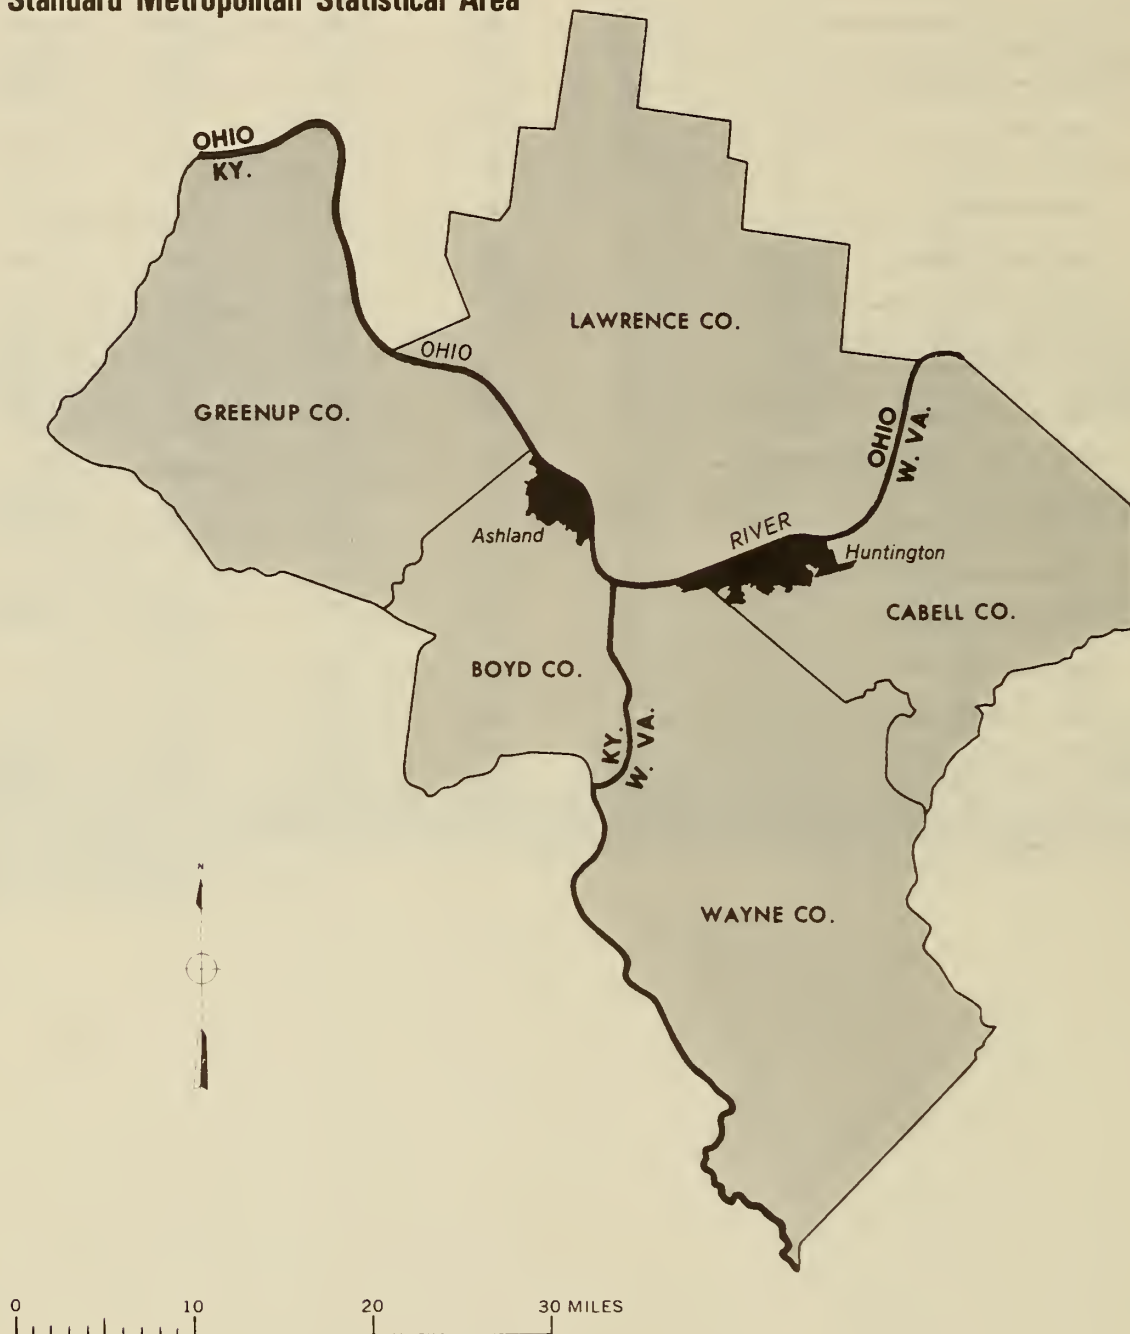 Standard Metropolitan Statistical Area
OHIO
KY.
LAWRENCE CO.
OHIO
GREENUP CO.
OHIO
W. VA.
RIVER
Ashland
Huntington
CABELL CO.
BOYD CO.
KY.
W. VA.
N
WAYNE CO.
0 10 20 30 MILES